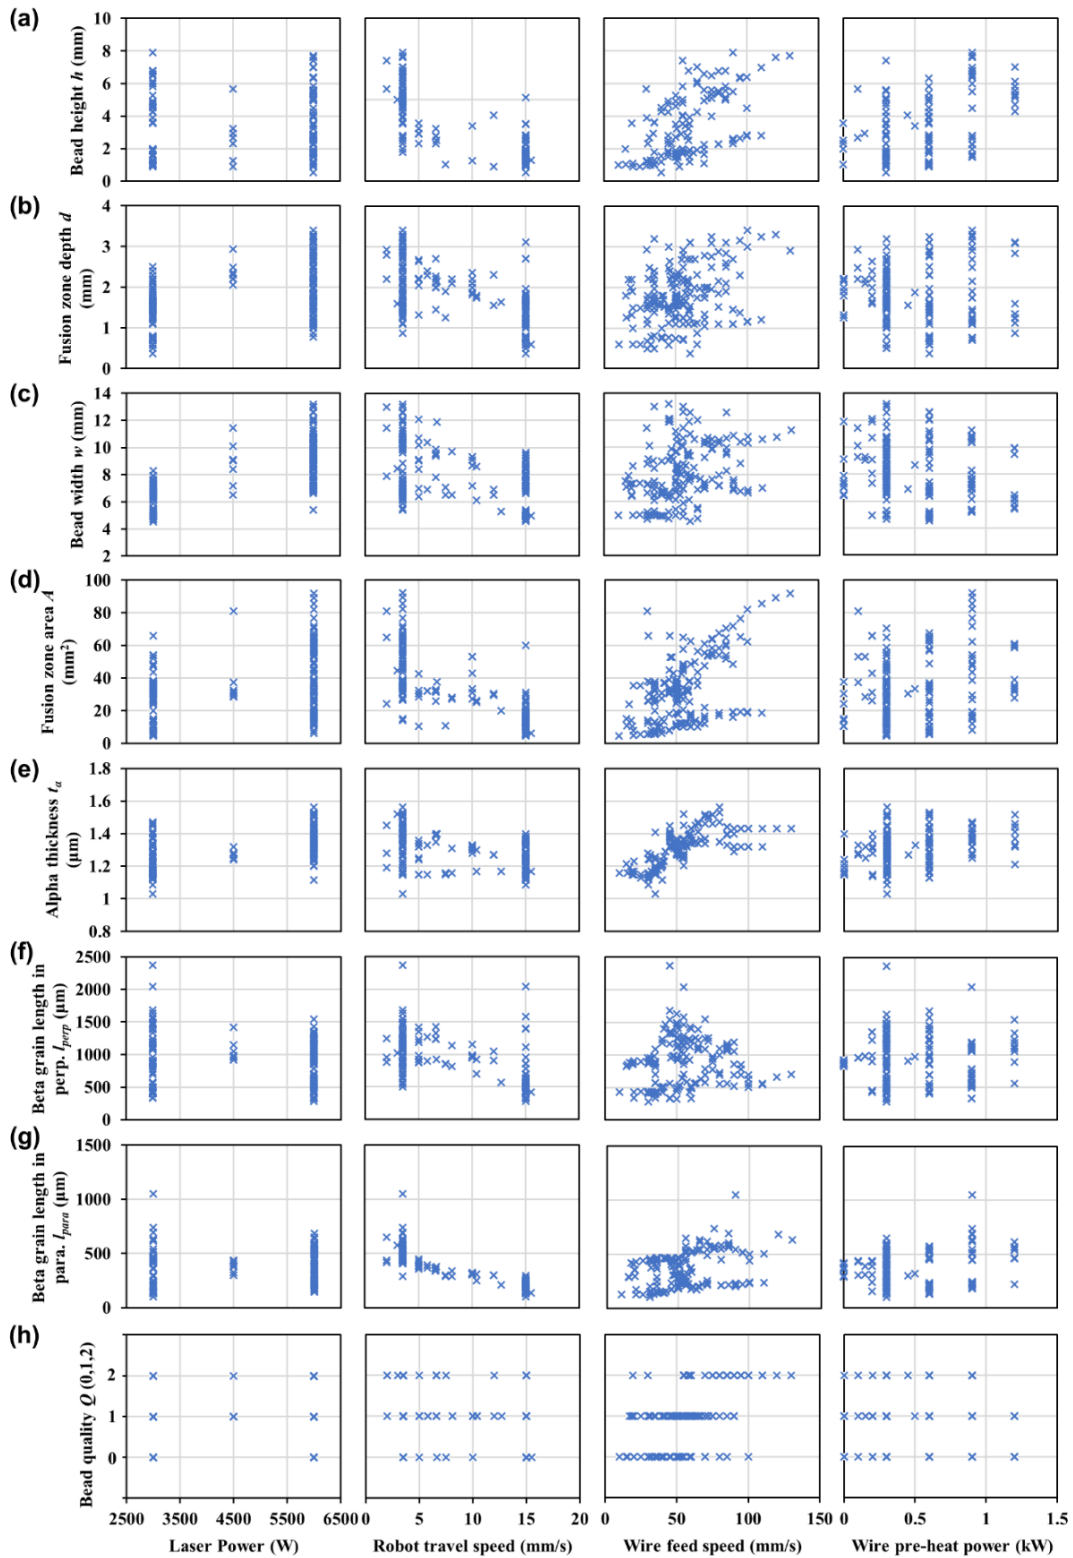 (a)
Bead height h (mm)
10
8
6
4
2
0
(b)
Fusion zone depth d
(mm)
4
3
2
1
0
(c)
Bead width w (mm)
14
12
10
8
6
4
2
(d)
Fusion zone area A
(mm²)
100
80
60
40
20
0
(e)
Alpha thickness tα
(μm)
1.8
1.6
1.4
1.2
1
0.8
(f)
Beta grain length in
perp. lperp (μm)
2500
2000
1500
1000
500
0
(g)
Beta grain length in
para. lpara (μm)
1500
1000
500
0
(h)
Bead quality Q (0,1,2)
2
1
0
2500 3500 4500 5500 6500
0 5 10 15 20
0 50 100 150
0 0.5 1 1.5
Laser Power (W)
Robot travel speed (mm/s)
Wire feed speed (mm/s)
Wire pre-heat power (kW)